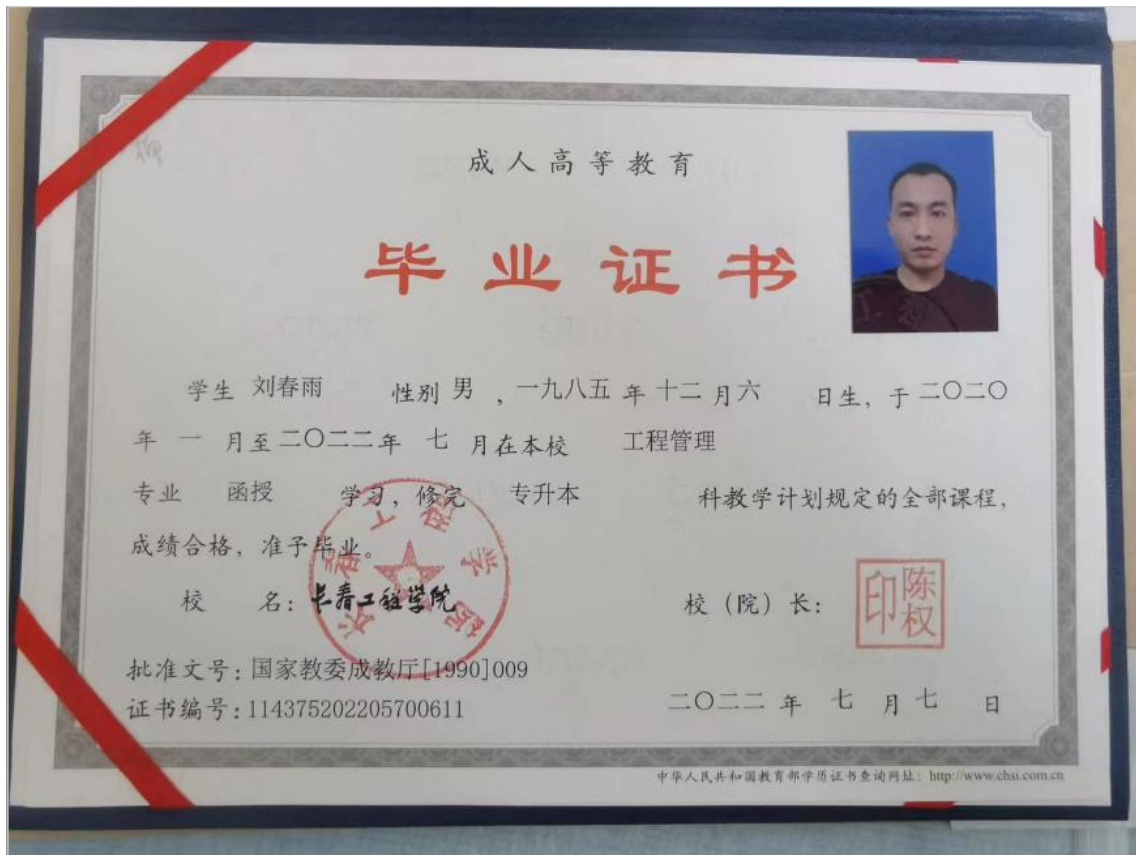 成人高等教育
毕业证书
学生 刘春雨 性别 男 ，一九八五 年 十二 月 六 日生，于 二〇二〇
年 一 月至 二〇二二 年 七 月在本校 工程管理
专业 函授 学习，修完 专升本 科教学计划规定的全部课程，
成绩合格，准予毕业。
校 名：长春工程学院
长春工程学院
校（院）长：
陈权印
批准文号：国家教委成教厅[1990]009
证书编号：114375202205700611
二〇二二 年 七 月 七 日
中华人民共和国教育部学历证书查询网址：http://www.chsi.com.cn